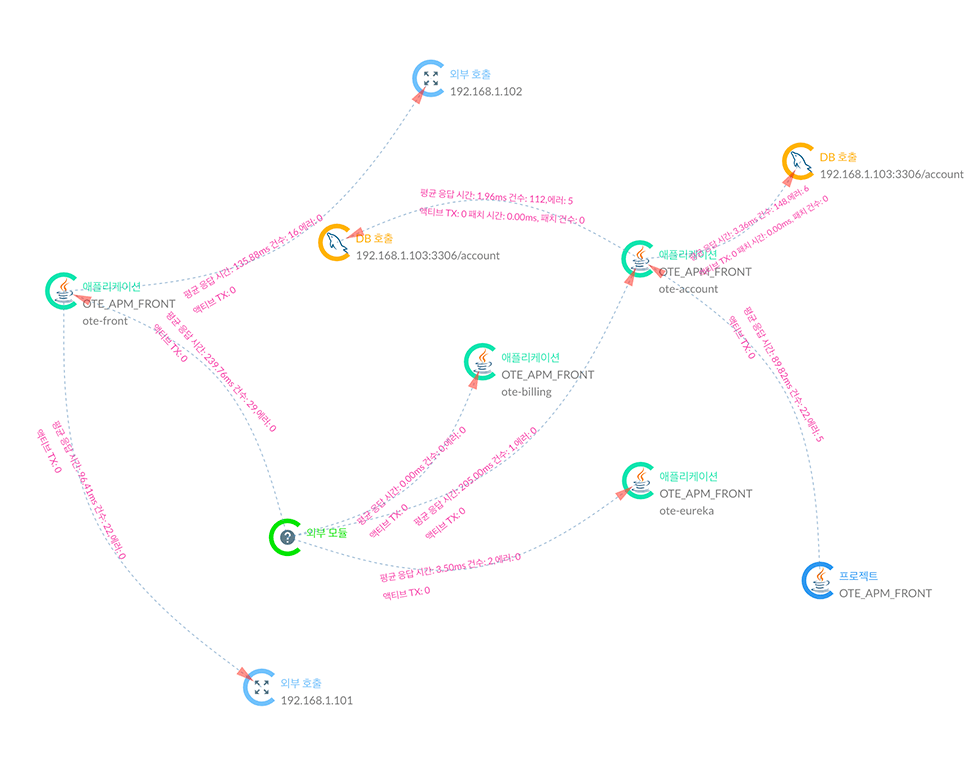 외부 호출
192.168.1.102
DB 호출
192.168.1.103:3306/account
평균 응답 시간: 3.36ms 건수: 148,에러: 6
액티브 TX: 0 패치 시간: 0.00ms, 패치 건수: 0
평균 응답 시간: 1.96ms 건수: 112,에러: 5
액티브 TX: 0 패치 시간: 0.00ms, 패치 건수: 0
평균 응답 시간: 135.88ms 건수: 16,에러: 0
액티브 TX: 0
DB 호출
192.168.1.103:3306/account
애플리케이션
OTE_APM_FRONT
ote-account
애플리케이션
OTE_APM_FRONT
ote-front
평균 응답 시간: 239.76ms 건수: 29,에러: 0
액티브 TX: 0
평균 응답 시간: 89.82ms 건수: 22,에러: 5
액티브 TX: 0
애플리케이션
OTE_APM_FRONT
ote-billing
평균 응답 시간: 96.41ms 건수: 22,에러: 0
액티브 TX: 0
평균 응답 시간: 0.00ms 건수: 0,에러: 0
액티브 TX: 0
평균 응답 시간: 205.00ms 건수: 1,에러: 0
액티브 TX: 0
애플리케이션
OTE_APM_FRONT
ote-eureka
외부 모듈
평균 응답 시간: 3.50ms 건수: 2,에러: 0
액티브 TX: 0
프로젝트
OTE_APM_FRONT
외부 호출
192.168.1.101